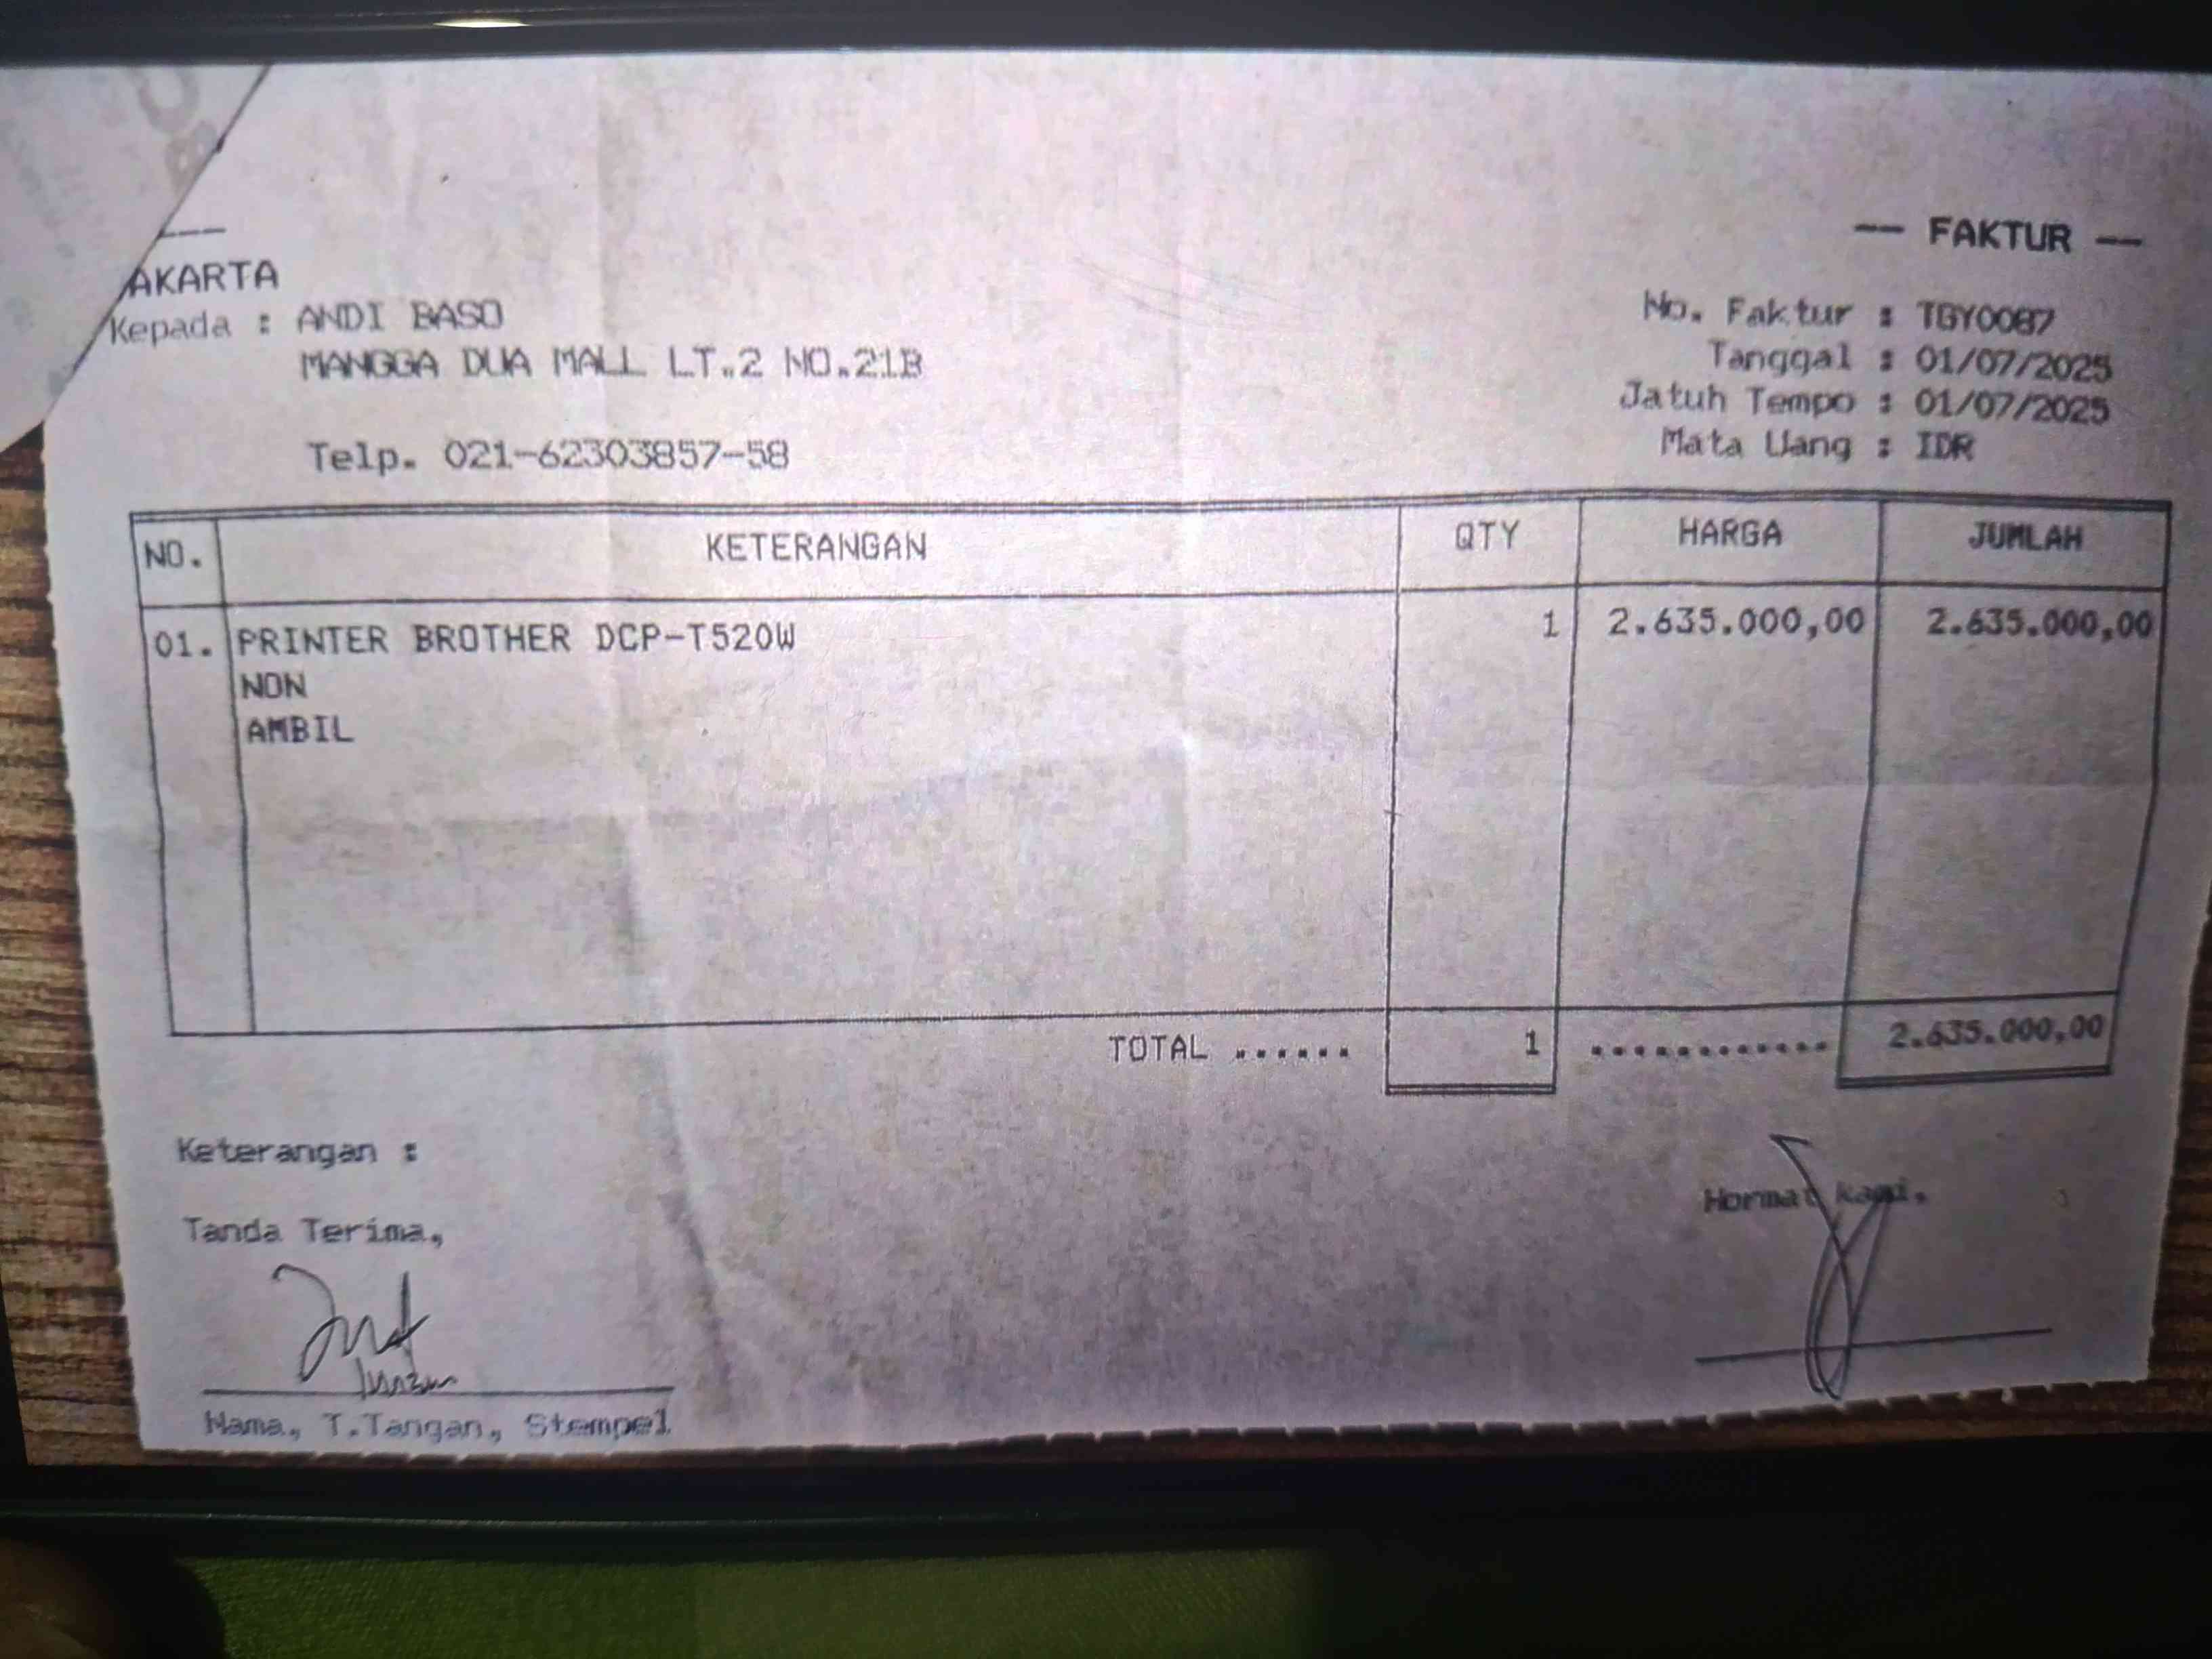 -- FAKTUR --
AKARTA
Kepada : ANDI BASO
MANGGA DUA MALL LT.2 NO.21B
Telp. 021-62303857-58
No. Faktur : TGY0087
Tanggal : 01/07/2025
Jatuh Tempo : 01/07/2025
Mata Uang : IDR
NO. KETERANGAN QTY HARGA JUMLAH
01. PRINTER BROTHER DCP-T520W 1 2.635.000,00 2.635.000,00
NON
AMBIL
TOTAL ...... 1 ............ 2.635.000,00
Keterangan :
Tanda Terima,
Hormat kami,
Nama, T.Tangan, Stempel